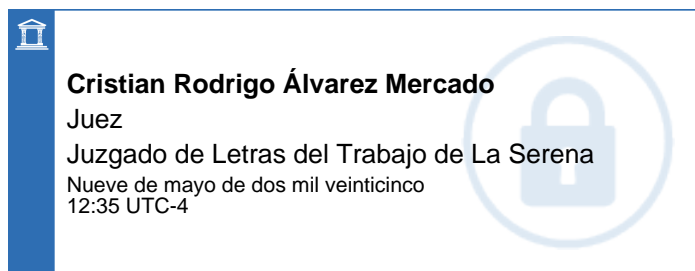 Cristian Rodrigo Álvarez Mercado
Juez
Juzgado de Letras del Trabajo de La Serena
Nueve de mayo de dos mil veinticinco
12:35 UTC-4